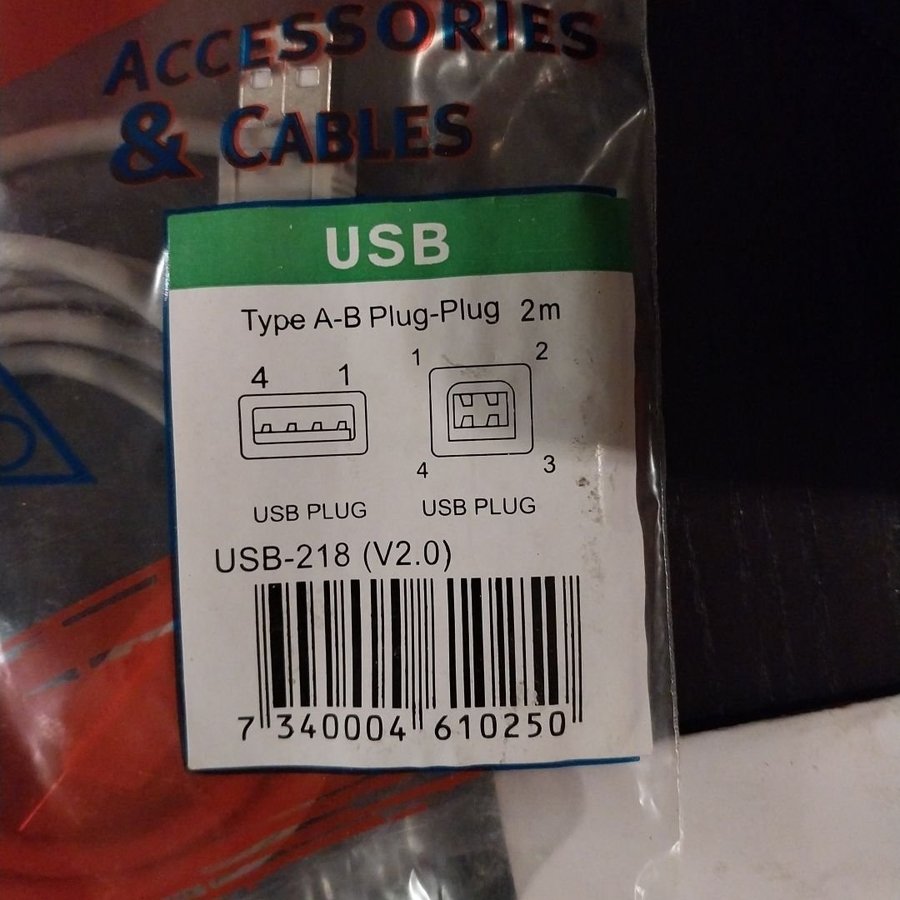 ACCESSORIES
& CABLES
USB
Type A-B Plug-Plug 2m
4 1 1 2
4 3
USB PLUG USB PLUG
USB-218 (V2.0)
7 340004 610250